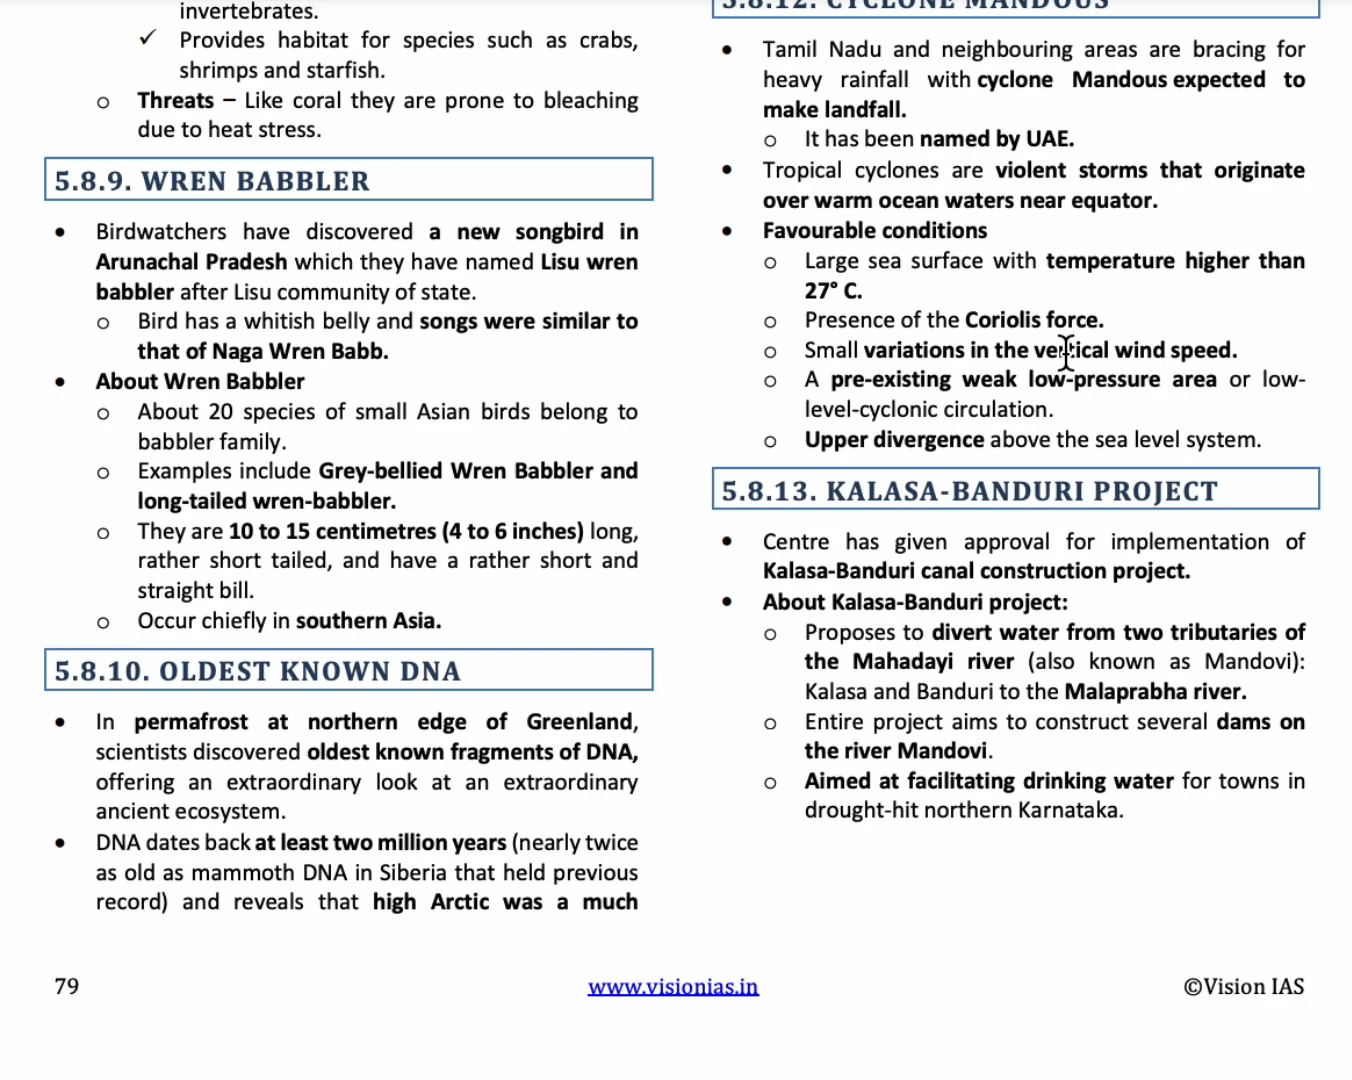 invertebrates.
✓ Provides habitat for species such as crabs,
shrimps and starfish.
o Threats – Like coral they are prone to bleaching
due to heat stress.
5.8.9. WREN BABBLER
• Birdwatchers have discovered a new songbird in
Arunachal Pradesh which they have named Lisu wren
babbler after Lisu community of state.
o Bird has a whitish belly and songs were similar to
that of Naga Wren Babb.
• About Wren Babbler
o About 20 species of small Asian birds belong to
babbler family.
o Examples include Grey-bellied Wren Babbler and
long-tailed wren-babbler.
o They are 10 to 15 centimetres (4 to 6 inches) long,
rather short tailed, and have a rather short and
straight bill.
o Occur chiefly in southern Asia.
5.8.10. OLDEST KNOWN DNA
• In permafrost at northern edge of Greenland,
scientists discovered oldest known fragments of DNA,
offering an extraordinary look at an extraordinary
ancient ecosystem.
• DNA dates back at least two million years (nearly twice
as old as mammoth DNA in Siberia that held previous
record) and reveals that high Arctic was a much
5.8.12. CYCLONE MANDOUS
• Tamil Nadu and neighbouring areas are bracing for
heavy rainfall with cyclone Mandous expected to
make landfall.
o It has been named by UAE.
• Tropical cyclones are violent storms that originate
over warm ocean waters near equator.
• Favourable conditions
o Large sea surface with temperature higher than
27° C.
o Presence of the Coriolis force.
o Small variations in the vertical wind speed.
o A pre-existing weak low-pressure area or low-
level-cyclonic circulation.
o Upper divergence above the sea level system.
5.8.13. KALASA-BANDURI PROJECT
• Centre has given approval for implementation of
Kalasa-Banduri canal construction project.
• About Kalasa-Banduri project:
o Proposes to divert water from two tributaries of
the Mahadayi river (also known as Mandovi):
Kalasa and Banduri to the Malaprabha river.
o Entire project aims to construct several dams on
the river Mandovi.
o Aimed at facilitating drinking water for towns in
drought-hit northern Karnataka.
79
www.visionias.in
©Vision IAS